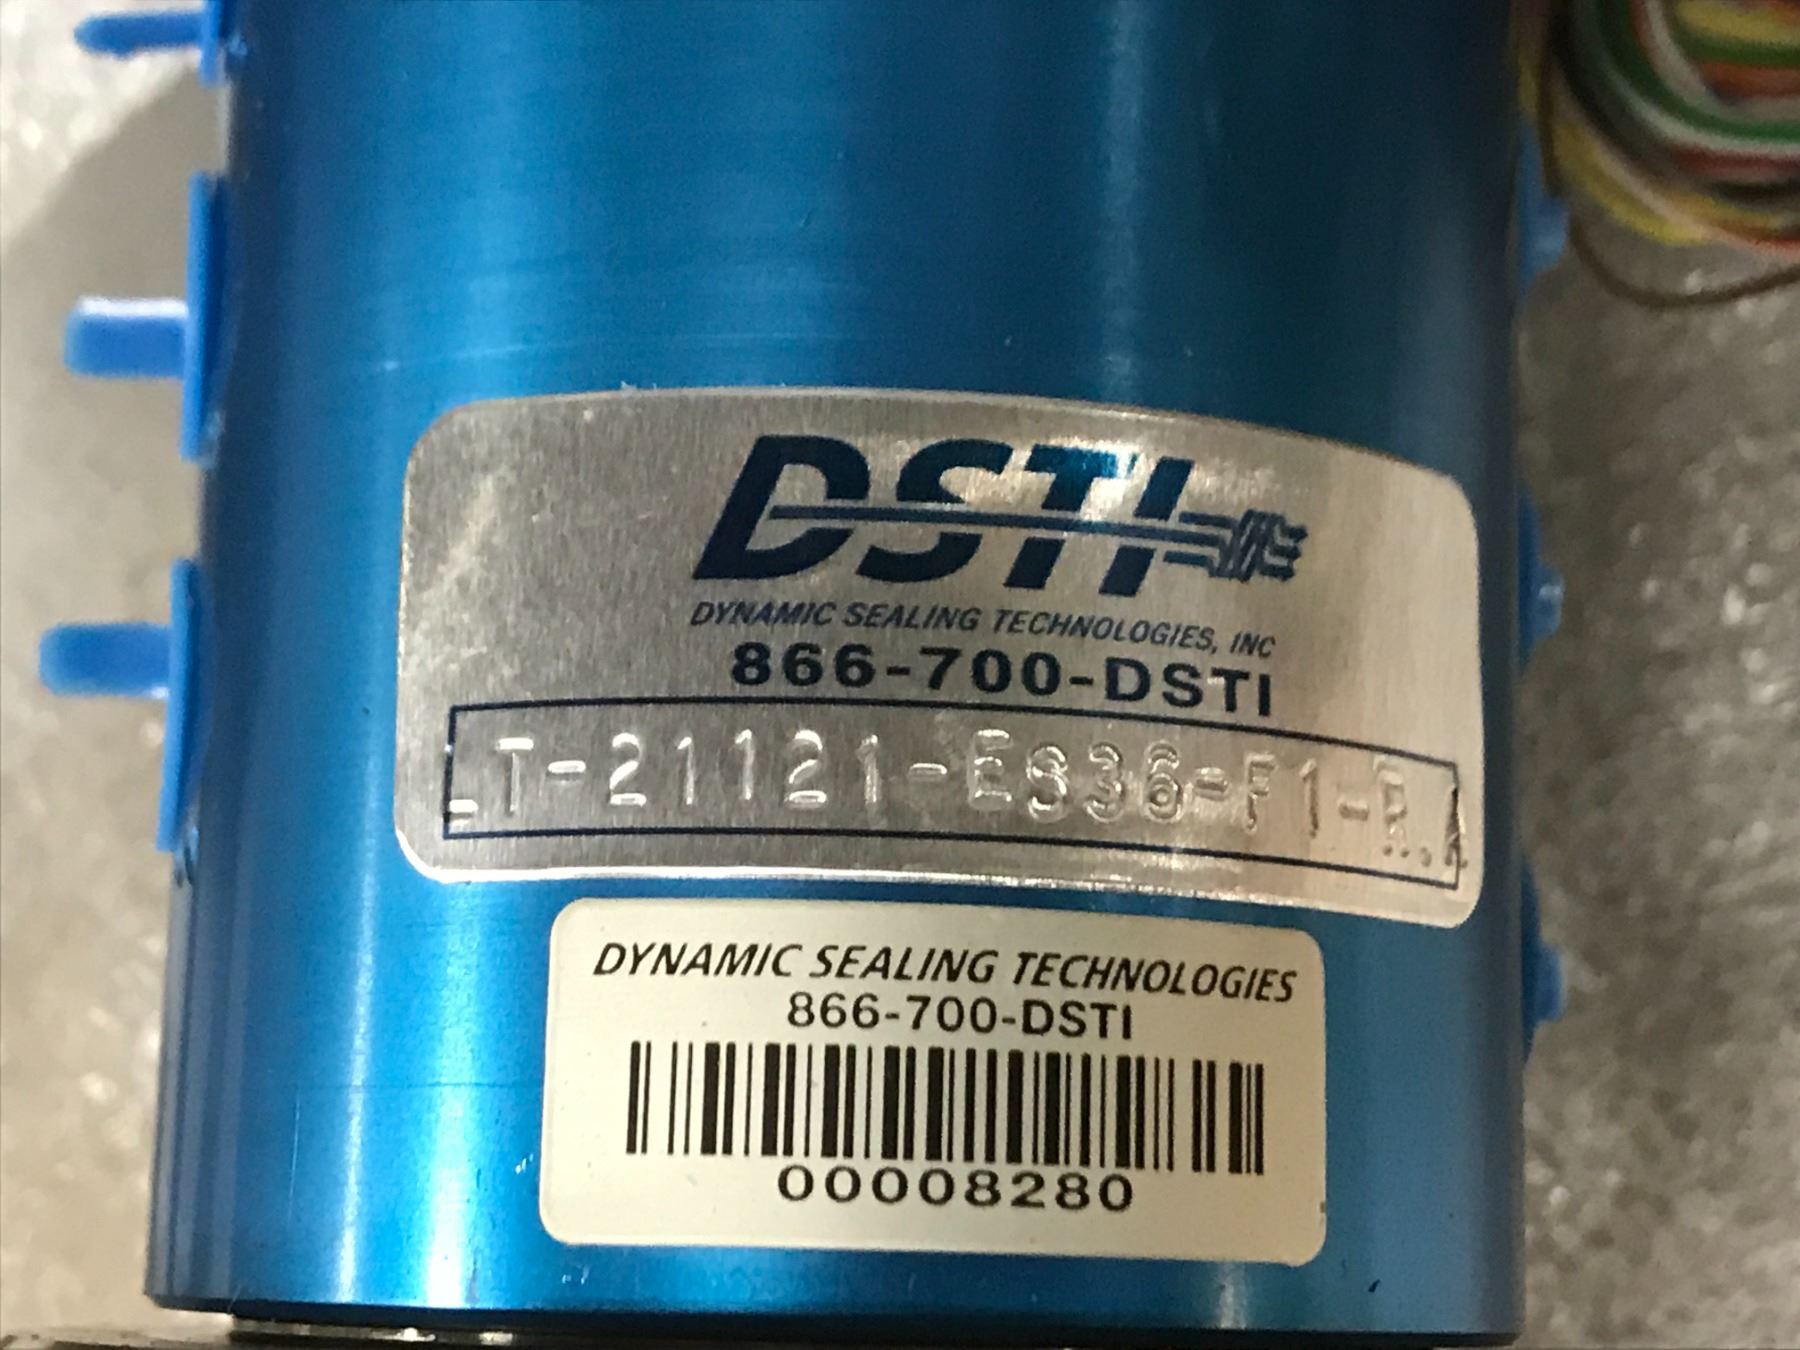 DSTI
DYNAMIC SEALING TECHNOLOGIES, INC
866-700-DSTI
LT-21121-ES36-F1-R.A
DYNAMIC SEALING TECHNOLOGIES
866-700-DSTI
00008280